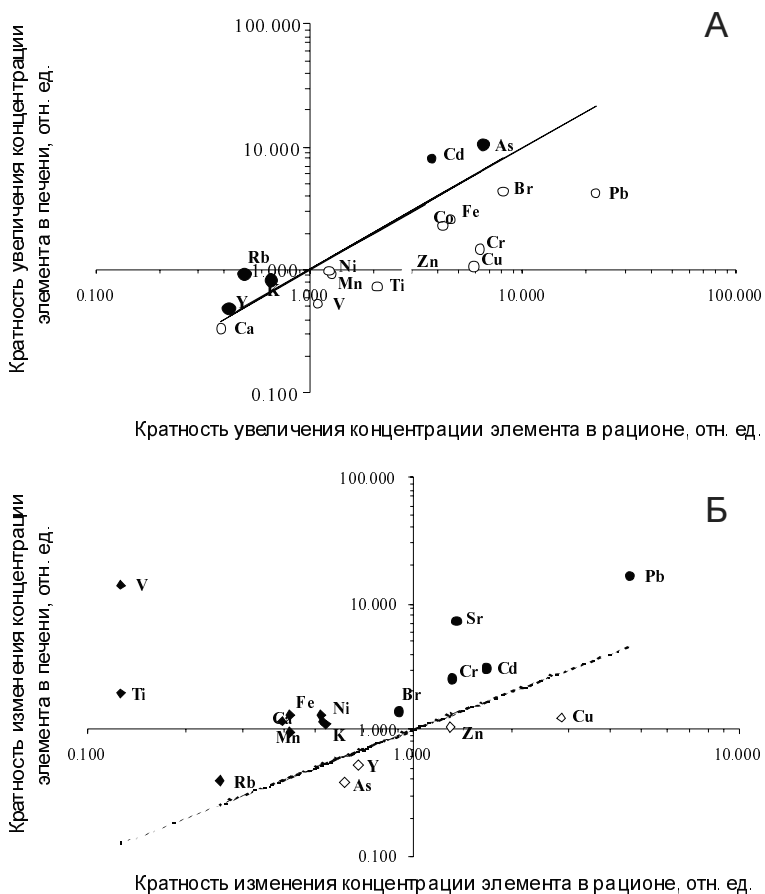 А
Кратность увеличения концентрации
элемента в печени, отн. ед.
100.000
10.000
As
Cd
Br
Pb
Co
Fe
Cr
Zn
Cu
Rb
1.000
Ni
K
Mn
Ti
Y
V
Ca
0.100
1.000
10.000
100.000
0.100
Кратность увеличения концентрации элемента в рационе, отн. ед.
Б
Кратность изменения концентрации
элемента в печени, отн. ед.
100.000
V
Pb
10.000
Sr
Cr
Cd
Ti
Br
Fe
Ni
Ca
Cu
1.000
Mn
K
Zn
0.100
1.000
10.000
Y
Rb
As
0.100
Кратность изменения концентрации элемента в рационе, отн. ед.